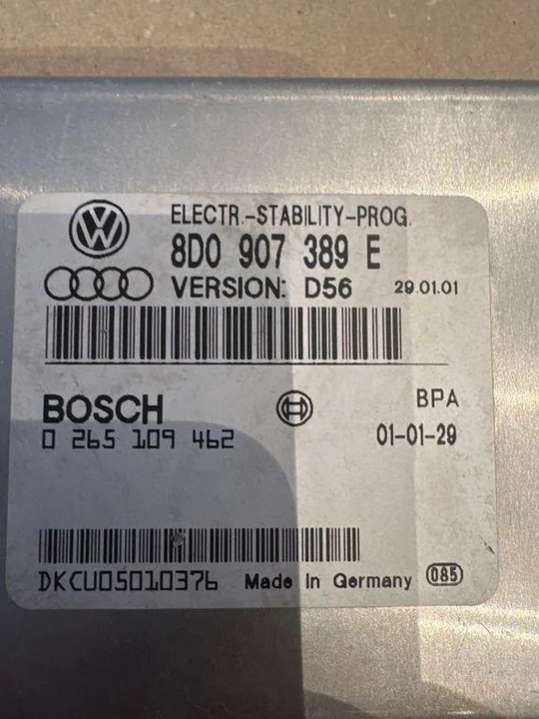 ELECTR.-STABILITY-PROG.
8D0 907 389 E
VERSION: D56 29.01.01
BOSCH BPA
0 265 109 462 01-01-29
DKCU05010376 Made in Germany 085